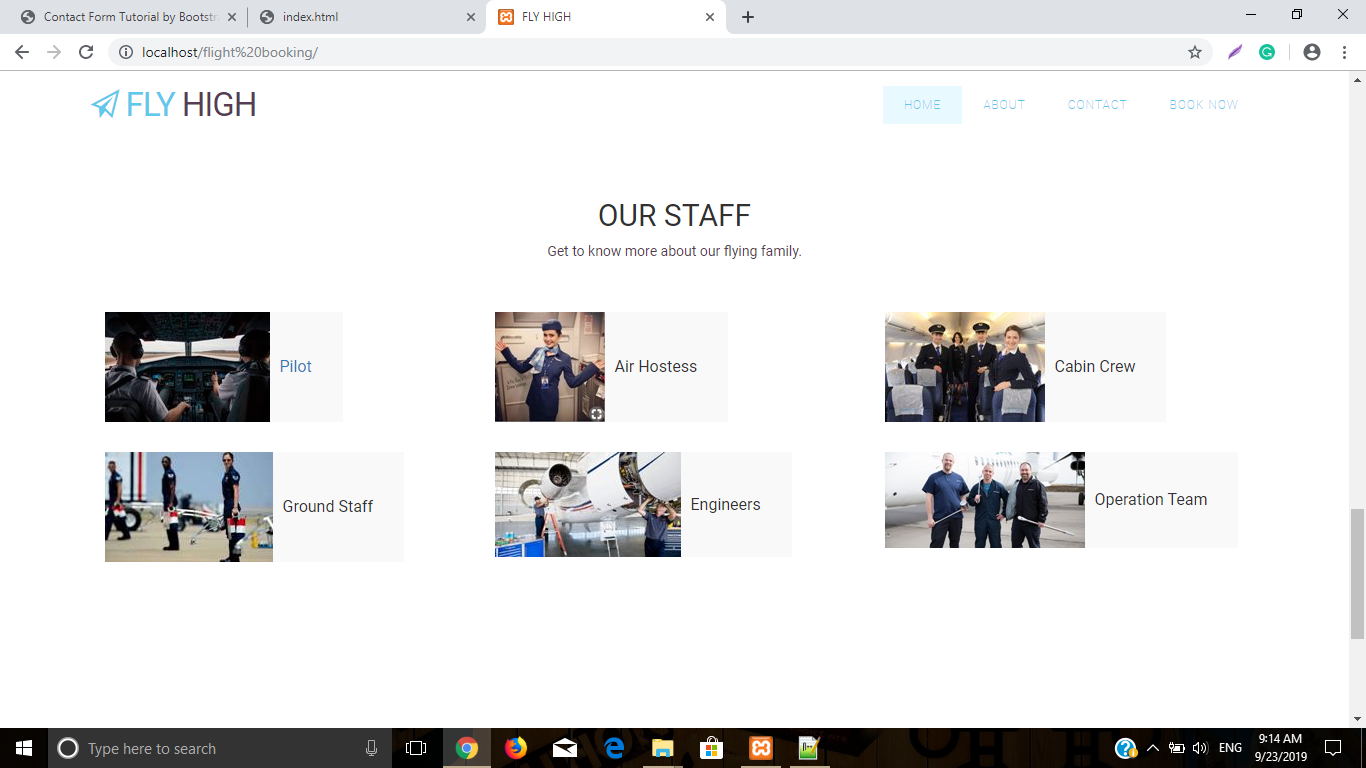 Contact Form Tutorial by Bootstr
index.html
FLY HIGH
localhost/flight%20booking/
FLY HIGH
HOME ABOUT CONTACT BOOK NOW
OUR STAFF
Get to know more about our flying family.
Pilot
Air Hostess
Cabin Crew
Ground Staff
Engineers
Operation Team
Type here to search
ENG
9:14 AM
9/23/2019